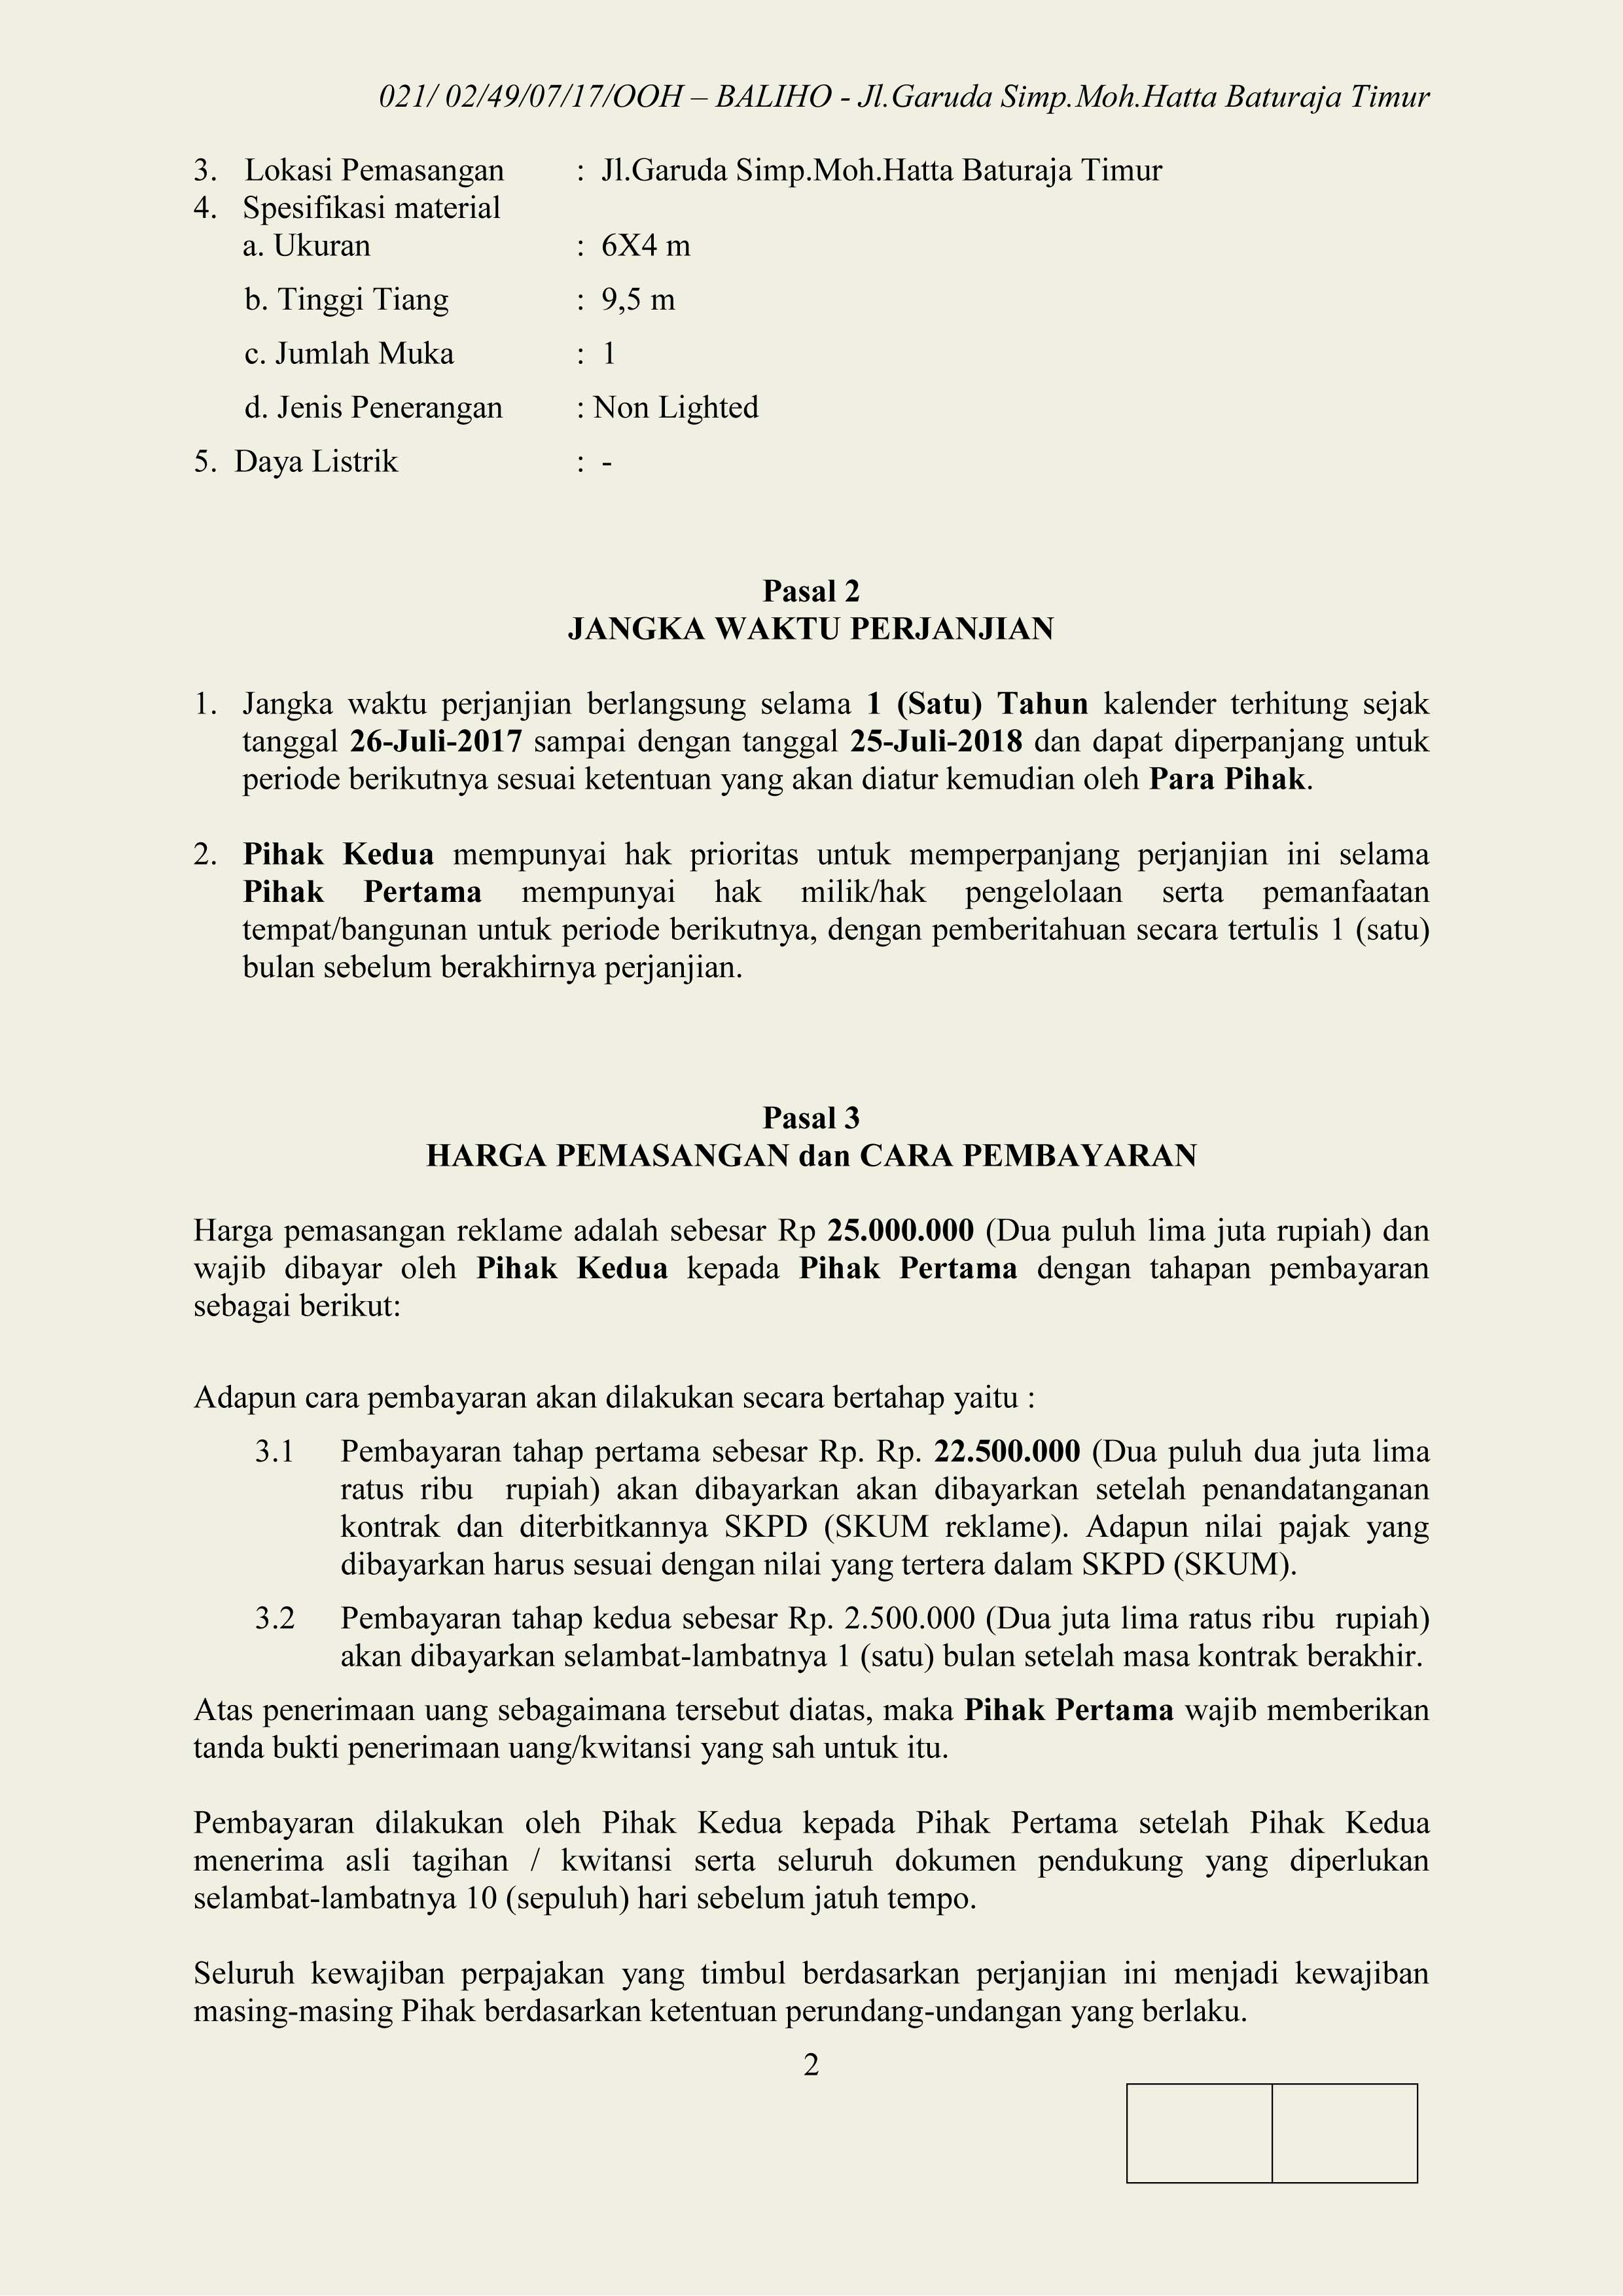 021/ 02/49/07/17/OOH – BALIHO - Jl.Garuda Simp.Moh.Hatta Baturaja Timur
3. Lokasi Pemasangan : Jl.Garuda Simp.Moh.Hatta Baturaja Timur
4. Spesifikasi material
a. Ukuran : 6X4 m
b. Tinggi Tiang : 9,5 m
c. Jumlah Muka : 1
d. Jenis Penerangan : Non Lighted
5. Daya Listrik : -
Pasal 2
JANGKA WAKTU PERJANJIAN
1. Jangka waktu perjanjian berlangsung selama 1 (Satu) Tahun kalender terhitung sejak
tanggal 26-Juli-2017 sampai dengan tanggal 25-Juli-2018 dan dapat diperpanjang untuk
periode berikutnya sesuai ketentuan yang akan diatur kemudian oleh Para Pihak.
2. Pihak Kedua mempunyai hak prioritas untuk memperpanjang perjanjian ini selama
Pihak Pertama mempunyai hak milik/hak pengelolaan serta pemanfaatan
tempat/bangunan untuk periode berikutnya, dengan pemberitahuan secara tertulis 1 (satu)
bulan sebelum berakhirnya perjanjian.
Pasal 3
HARGA PEMASANGAN dan CARA PEMBAYARAN
Harga pemasangan reklame adalah sebesar Rp 25.000.000 (Dua puluh lima juta rupiah) dan
wajib dibayar oleh Pihak Kedua kepada Pihak Pertama dengan tahapan pembayaran
sebagai berikut:
Adapun cara pembayaran akan dilakukan secara bertahap yaitu :
3.1 Pembayaran tahap pertama sebesar Rp. Rp. 22.500.000 (Dua puluh dua juta lima
ratus ribu rupiah) akan dibayarkan akan dibayarkan setelah penandatanganan
kontrak dan diterbitkannya SKPD (SKUM reklame). Adapun nilai pajak yang
dibayarkan harus sesuai dengan nilai yang tertera dalam SKPD (SKUM).
3.2 Pembayaran tahap kedua sebesar Rp. 2.500.000 (Dua juta lima ratus ribu rupiah)
akan dibayarkan selambat-lambatnya 1 (satu) bulan setelah masa kontrak berakhir.
Atas penerimaan uang sebagaimana tersebut diatas, maka Pihak Pertama wajib memberikan
tanda bukti penerimaan uang/kwitansi yang sah untuk itu.
Pembayaran dilakukan oleh Pihak Kedua kepada Pihak Pertama setelah Pihak Kedua
menerima asli tagihan / kwitansi serta seluruh dokumen pendukung yang diperlukan
selambat-lambatnya 10 (sepuluh) hari sebelum jatuh tempo.
Seluruh kewajiban perpajakan yang timbul berdasarkan perjanjian ini menjadi kewajiban
masing-masing Pihak berdasarkan ketentuan perundang-undangan yang berlaku.
2